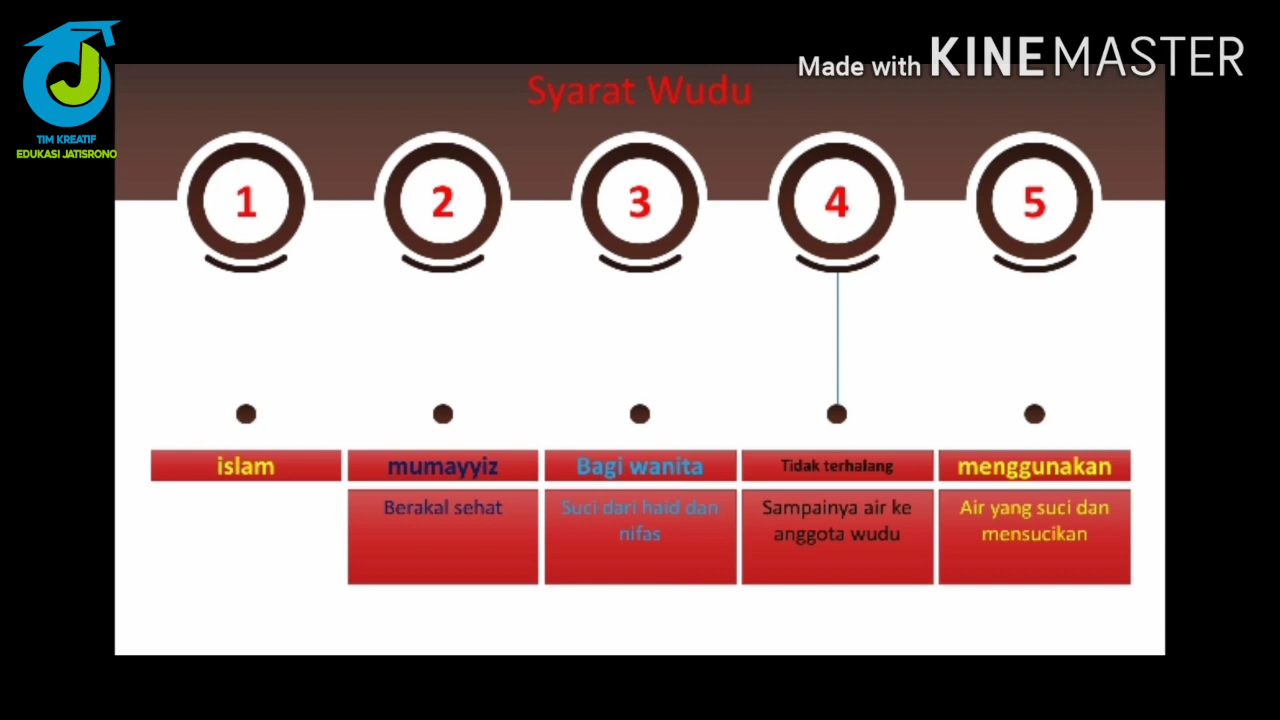 Made with KINEMASTER
TIM KREATIF
EDUKASI JATISRONO
Syarat Wudu
1
2
3
4
5
islam
mumayyiz
Berakal sehat
Bagi wanita
Suci dari haid dan
nifas
Tidak terhalang
Sampainya air ke
anggota wudu
menggunakan
Air yang suci dan
mensucikan